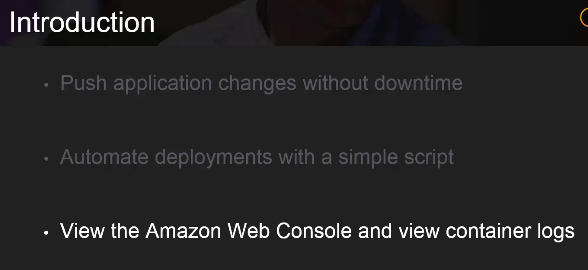 Introduction
• Push application changes without downtime
• Automate deployments with a simple script
• View the Amazon Web Console and view container logs